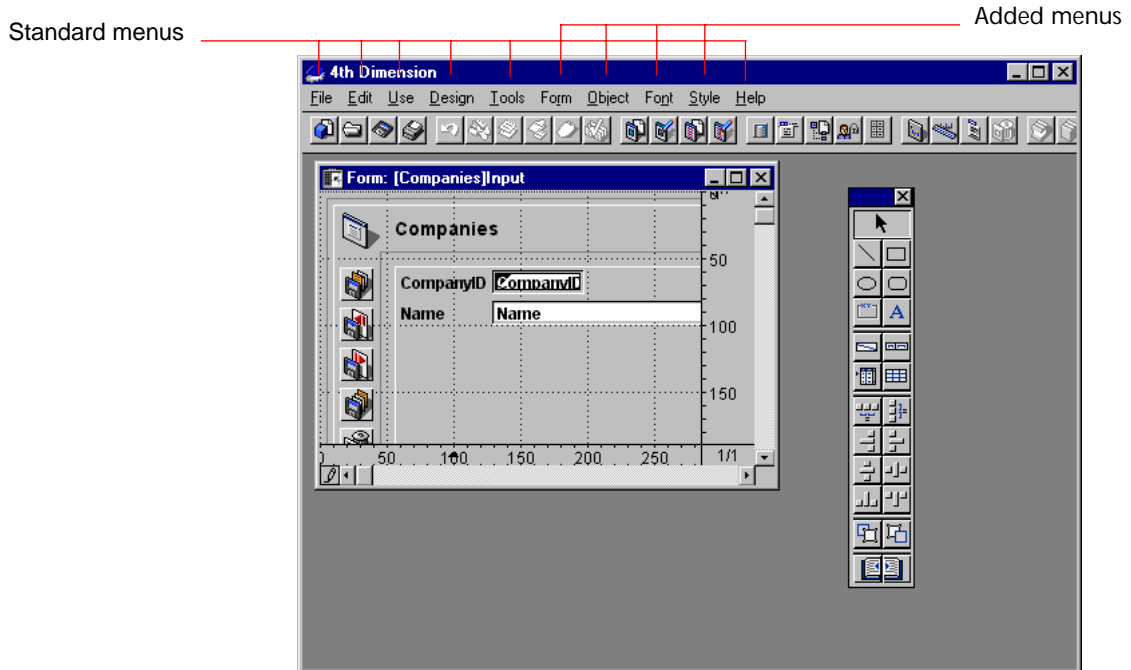 Added menus
Standard menus
4th Dimension
File Edit Use Design Tools Form Object Font Style Help
Form: [Companies]Input
Companies
50
CompanyID CompanyID
Name Name
100
150
50 100 150 200 250 1/1
XY
A